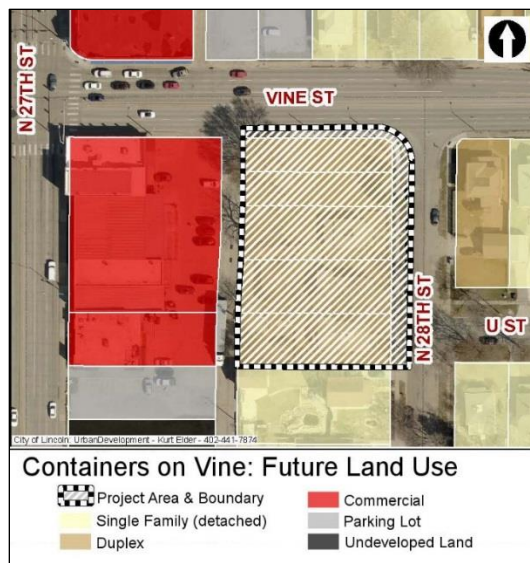 N 27TH ST
VINE ST
N 28TH ST
U ST
City of Lincoln, UrbanDevelopment - Kurt Elder - 402-441-7874
Containers on Vine: Future Land Use
Project Area & Boundary
Single Family (detached)
Duplex
Commercial
Parking Lot
Undeveloped Land